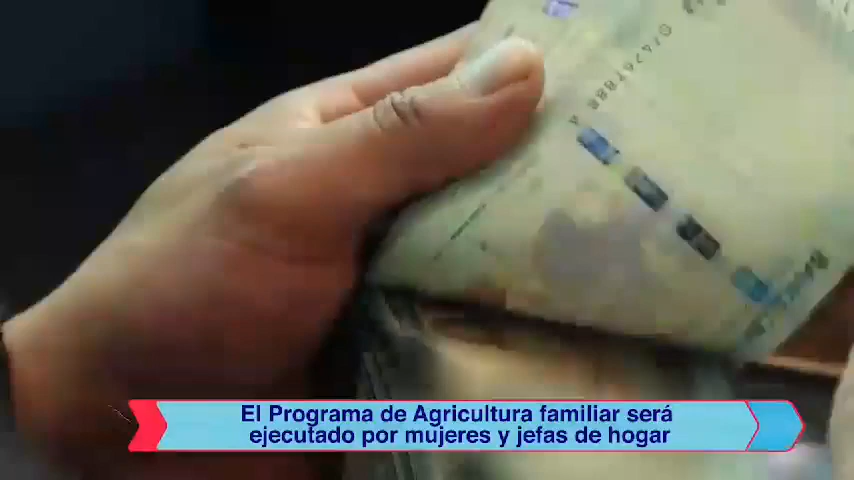 El Programa de Agricultura familiar será
ejecutado por mujeres y jefas de hogar